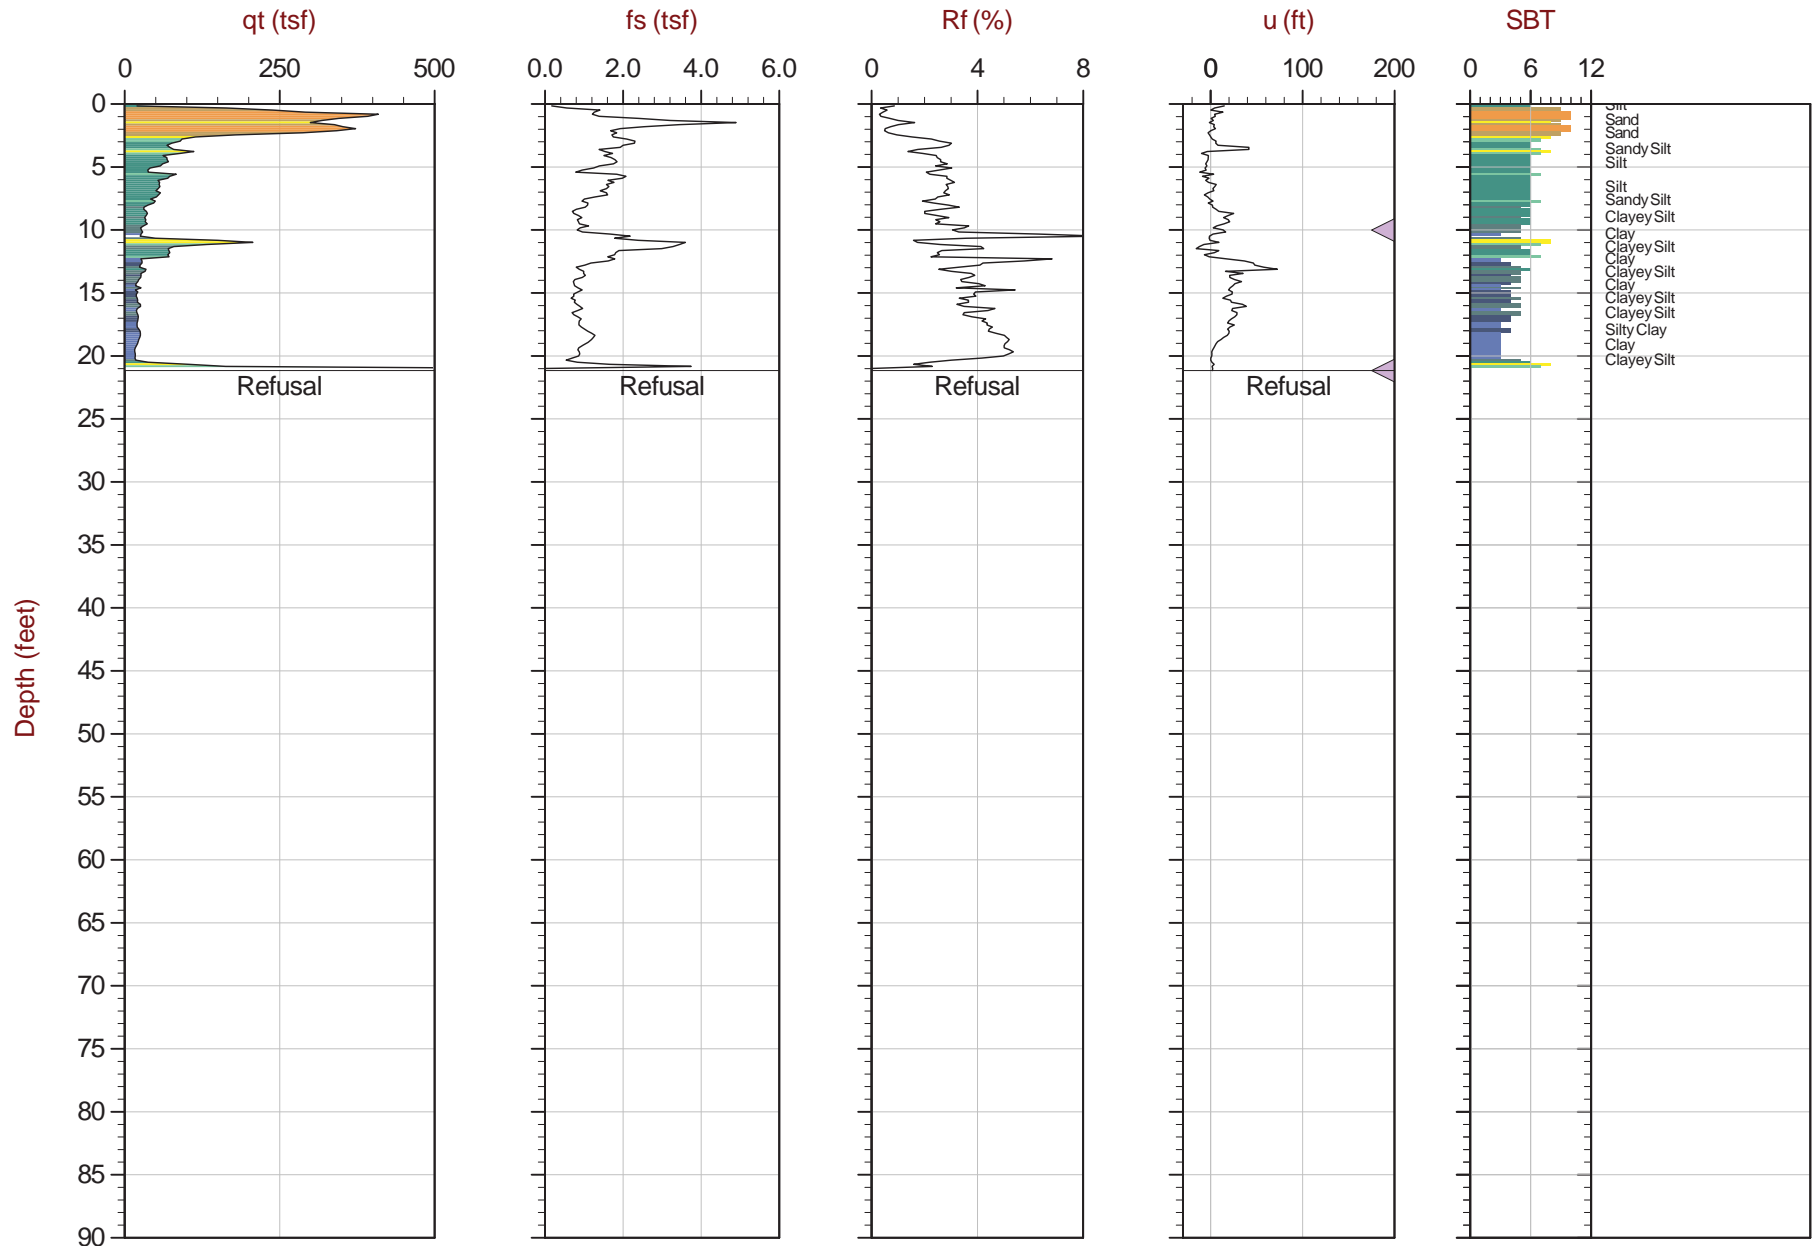 qt (tsf) fs (tsf) Rf (%) u (ft) SBT
0 250 500 0.0 2.0 4.0 6.0 0 4 8 0 100 200 0 6 12
0
5
10
15
20
25
30
35
40
45
50
55
60
65
70
75
80
85
90
Depth (feet)
Refusal Refusal Refusal Refusal
Silt
Sand
Sand
Sandy Silt
Silt
Silt
Sandy Silt
Clayey Silt
Clay
Clayey Silt
Clay
Clayey Silt
Clay
Clayey Silt
Clayey Silt
Silty Clay
Clay
Clayey Silt